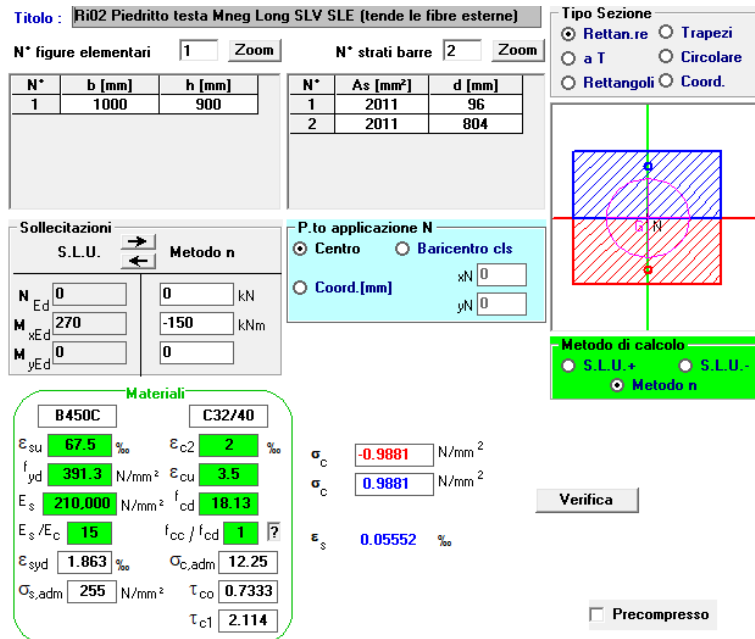 Titolo : Ri02 Piedritto testa Mneg Long SLV SLE (tende le fibre esterne)
N° figure elementari 1 Zoom
N° strati barre 2 Zoom
N° b [mm] h [mm]
1 1000 900
N° As [mm²] d [mm]
1 2011 96
2 2011 804
Tipo Sezione
Rettan.re Trapezi
a T Circolare
Rettangoli Coord.
G N
Sollecitazioni
S.L.U. Metodo n
N Ed 0 0 kN
M xEd 270 -150 kNm
M yEd 0 0
P.to applicazione N
Centro Baricentro cls
Coord.[mm] xN 0
yN 0
Metodo di calcolo
S.L.U.+ S.L.U.-
Metodo n
Materiali
B450C C32/40
εsu 67.5 ‰ εc2 2 ‰
fyd 391.3 N/mm² εcu 3.5
Es 210,000 N/mm² fcd 18.13
Es /Ec 15 fcc / fcd 1 ?
εsyd 1.863 ‰ σc,adm 12.25
σs,adm 255 N/mm² τco 0.7333
τc1 2.114
σc -0.9881 N/mm²
σc 0.9881 N/mm²
εs 0.05552 ‰
Verifica
Precompresso